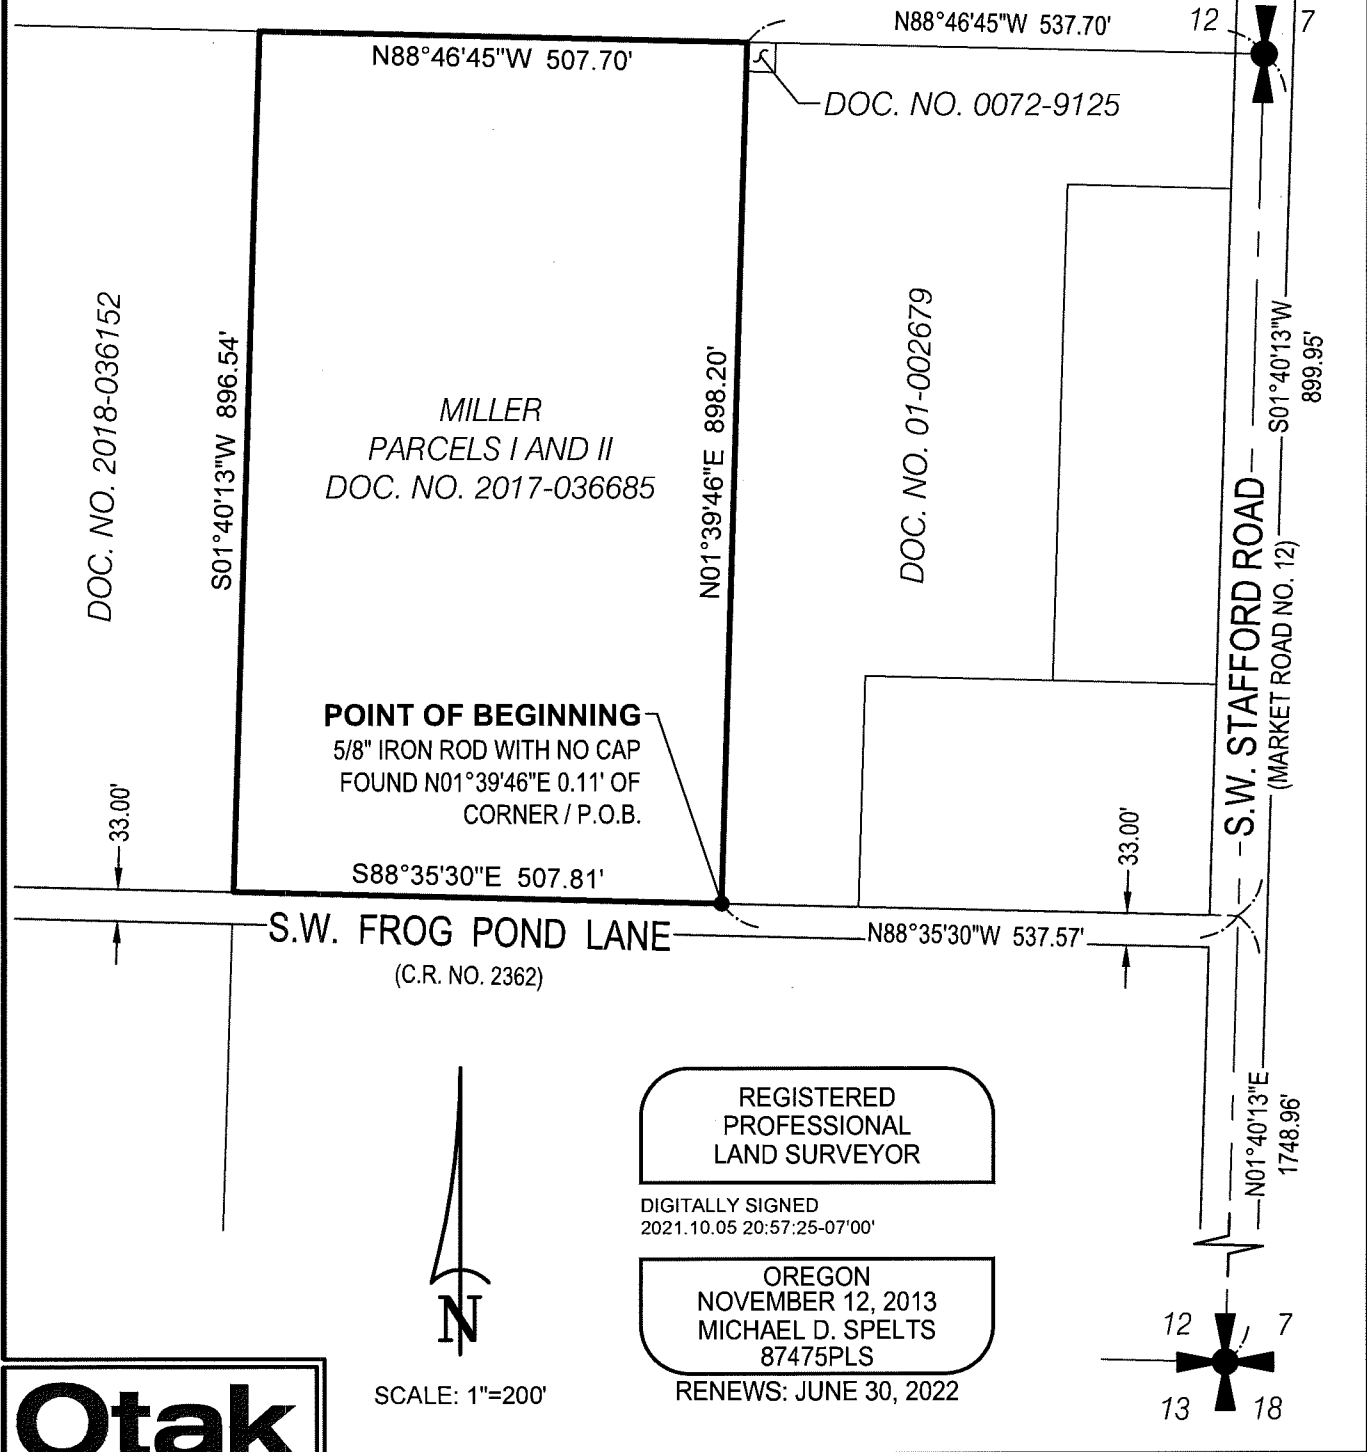 N88°46'45"W 537.70'
12
7
N88°46'45"W 507.70'
DOC. NO. 0072-9125
DOC. NO. 2018-036152
S01°40'13"W 896.54'
MILLER
PARCELS I AND II
DOC. NO. 2017-036685
N01°39'46"E 898.20'
DOC. NO. 01-002679
S01°40'13"W
899.95'
S.W. STAFFORD ROAD
(MARKET ROAD NO. 12)
POINT OF BEGINNING
5/8" IRON ROD WITH NO CAP
FOUND N01°39'46"E 0.11' OF
CORNER / P.O.B.
33.00'
33.00'
S88°35'30"E 507.81'
S.W. FROG POND LANE
N88°35'30"W 537.57'
(C.R. NO. 2362)
N01°40'13"E
1748.96'
REGISTERED
PROFESSIONAL
LAND SURVEYOR
DIGITALLY SIGNED
2021.10.05 20:57:25-07'00'
OREGON
NOVEMBER 12, 2013
MICHAEL D. SPELTS
87475PLS
RENEWS: JUNE 30, 2022
N
SCALE: 1"=200'
12
7
13
18
Otak